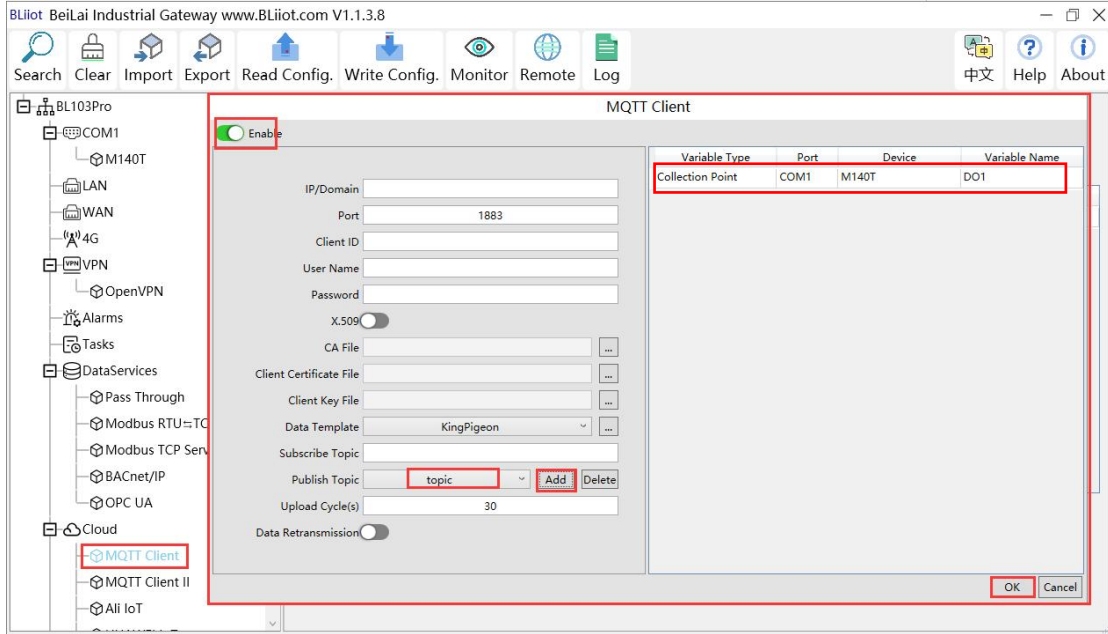 BLiiot BeiLai Industrial Gateway www.BLiiot.com V1.1.3.8
Search Clear Import Export Read Config. Write Config. Monitor Remote Log 中文 Help About
BL103Pro
COM1
M140T
LAN
WAN
4G
VPN VPN
OpenVPN
Alarms
Tasks
DataServices
Pass Through
Modbus RTU⇆TC
Modbus TCP Serv
BACnet/IP
OPC UA
Cloud
MQTT Client
MQTT Client II
Ali IoT
MQTT Client
Enable
IP/Domain
Port 1883
Client ID
User Name
Password
X.509
CA File ...
Client Certificate File ...
Client Key File ...
Data Template KingPigeon ...
Subscribe Topic
Publish Topic topic Add Delete
Upload Cycle(s) 30
Data Retransmission
Variable Type Port Device Variable Name
Collection Point COM1 M140T DO1
OK Cancel